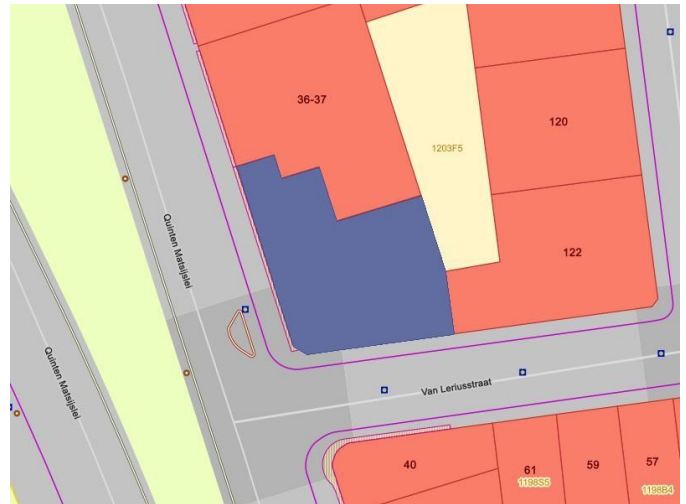 36-37
120
1203F5
Quinten Matsijslei
122
Quinten Matsijslei
Van Leriusstraat
40
61
59
57
1198S5
1198B4